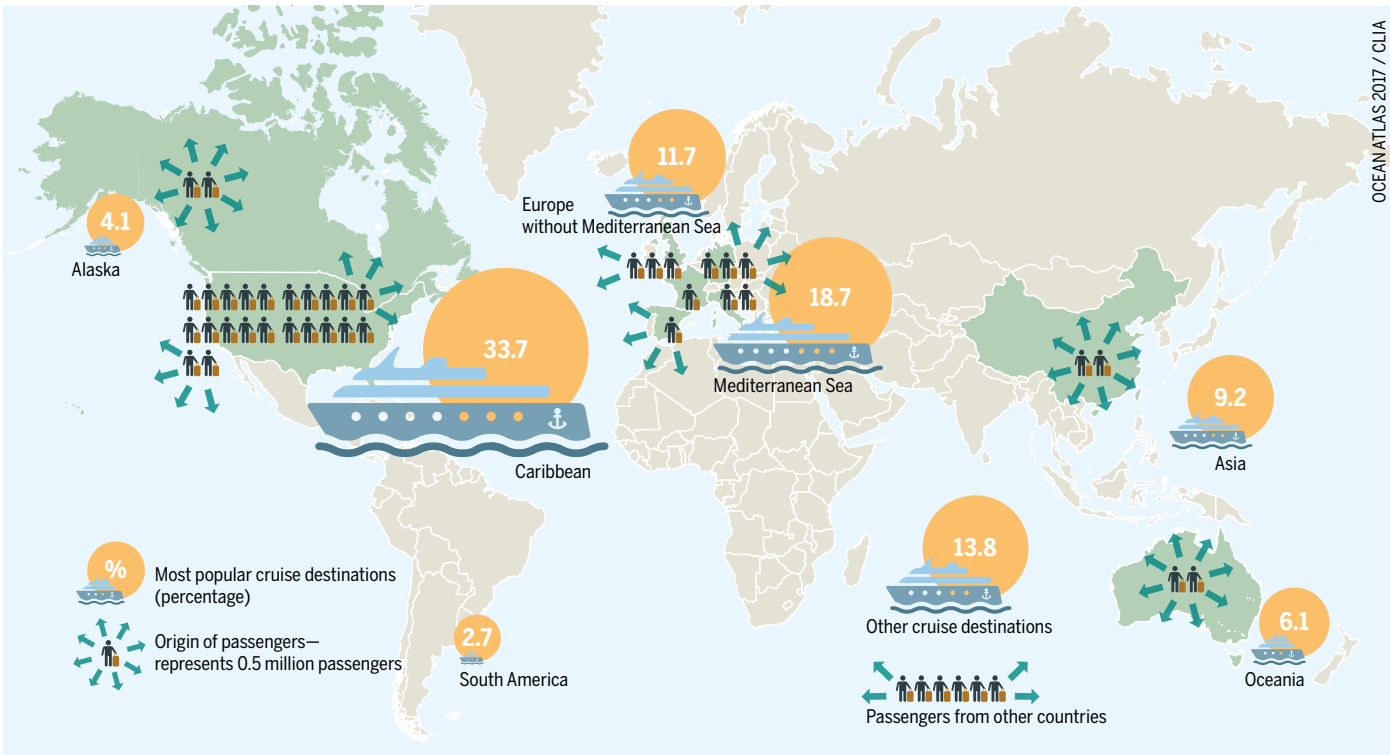 OCEAN ATLAS 2017 / CLIA
11.7
Europe
without Mediterranean Sea
4.1
Alaska
33.7
Caribbean
18.7
Mediterranean Sea
9.2
Asia
%
Most popular cruise destinations
(percentage)
Origin of passengers—
represents 0.5 million passengers
2.7
South America
13.8
Other cruise destinations
Passengers from other countries
6.1
Oceania